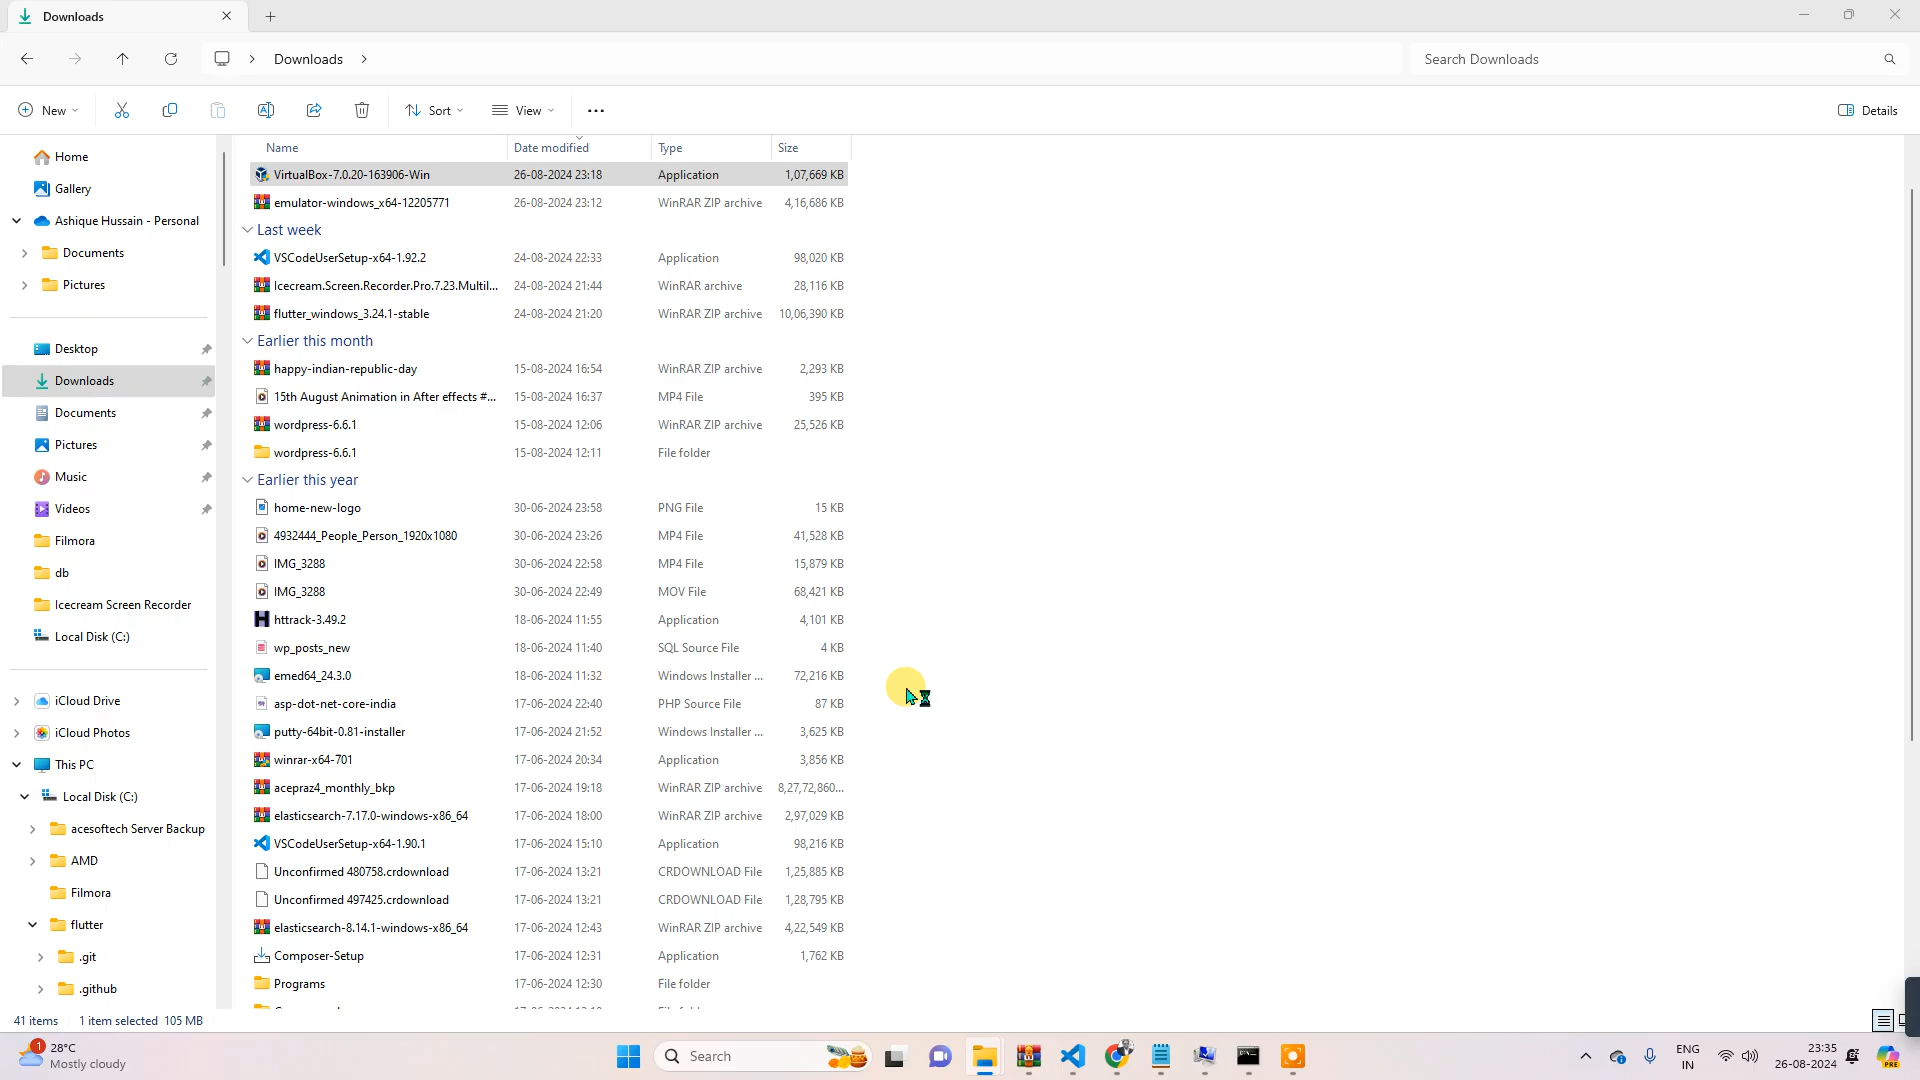 Downloads
Downloads
Search Downloads
New
Sort
View
Details
Home
Gallery
Ashique Hussain - Personal
Documents
Pictures
Desktop
Downloads
Documents
Pictures
Music
Videos
Filmora
db
Icecream Screen Recorder
Local Disk (C:)
iCloud Drive
iCloud Photos
This PC
Local Disk (C:)
acesoftech Server Backup
AMD
Filmora
flutter
.git
.github
Name Date modified Type Size
VirtualBox-7.0.20-163906-Win 26-08-2024 23:18 Application 1,07,669 KB
emulator-windows_x64-12205771 26-08-2024 23:12 WinRAR ZIP archive 4,16,686 KB
Last week
VSCodeUserSetup-x64-1.92.2 24-08-2024 22:33 Application 98,020 KB
Icecream.Screen.Recorder.Pro.7.23.Multil... 24-08-2024 21:44 WinRAR archive 28,116 KB
flutter_windows_3.24.1-stable 24-08-2024 21:20 WinRAR ZIP archive 10,06,390 KB
Earlier this month
happy-indian-republic-day 15-08-2024 16:54 WinRAR ZIP archive 2,293 KB
15th August Animation in After effects #... 15-08-2024 16:37 MP4 File 395 KB
wordpress-6.6.1 15-08-2024 12:06 WinRAR ZIP archive 25,526 KB
wordpress-6.6.1 15-08-2024 12:11 File folder
Earlier this year
home-new-logo 30-06-2024 23:58 PNG File 15 KB
4932444_People_Person_1920x1080 30-06-2024 23:26 MP4 File 41,528 KB
IMG_3288 30-06-2024 22:58 MP4 File 15,879 KB
IMG_3288 30-06-2024 22:49 MOV File 68,421 KB
httrack-3.49.2 18-06-2024 11:55 Application 4,101 KB
wp_posts_new 18-06-2024 11:40 SQL Source File 4 KB
emed64_24.3.0 18-06-2024 11:32 Windows Installer ... 72,216 KB
asp-dot-net-core-india 17-06-2024 22:40 PHP Source File 87 KB
putty-64bit-0.81-installer 17-06-2024 21:52 Windows Installer ... 3,625 KB
winrar-x64-701 17-06-2024 20:34 Application 3,856 KB
acepraz4_monthly_bkp 17-06-2024 19:18 WinRAR ZIP archive 8,27,72,860...
elasticsearch-7.17.0-windows-x86_64 17-06-2024 18:00 WinRAR ZIP archive 2,97,029 KB
VSCodeUserSetup-x64-1.90.1 17-06-2024 15:10 Application 98,216 KB
Unconfirmed 480758.crdownload 17-06-2024 13:21 CRDOWNLOAD File 1,25,885 KB
Unconfirmed 497425.crdownload 17-06-2024 13:21 CRDOWNLOAD File 1,28,795 KB
elasticsearch-8.14.1-windows-x86_64 17-06-2024 12:43 WinRAR ZIP archive 4,22,549 KB
Composer-Setup 17-06-2024 12:31 Application 1,762 KB
Programs 17-06-2024 12:30 File folder
41 items 1 item selected 105 MB
1
28°C
Mostly cloudy
Search
ENG
IN
23:35
26-08-2024
PRE